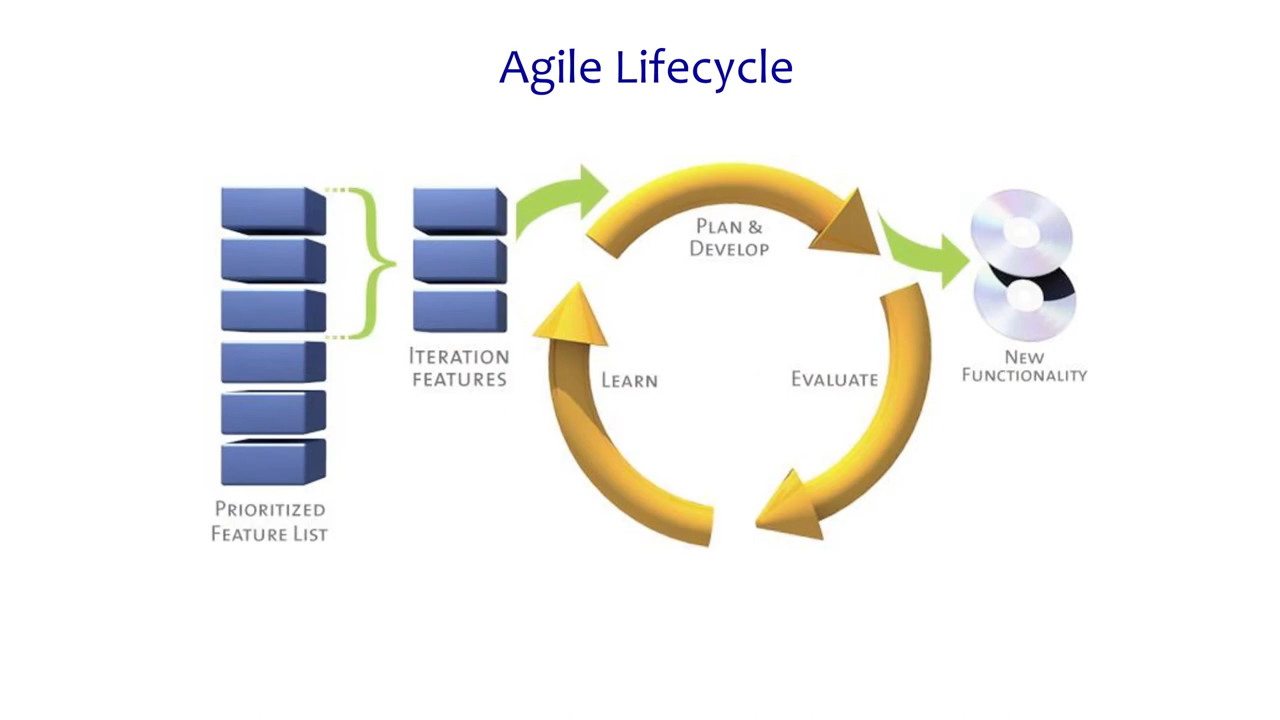 Agile Lifecycle
PLAN &
DEVELOP
ITERATION
FEATURES
LEARN
EVALUATE
NEW
FUNCTIONALITY
PRIORITIZED
FEATURE LIST